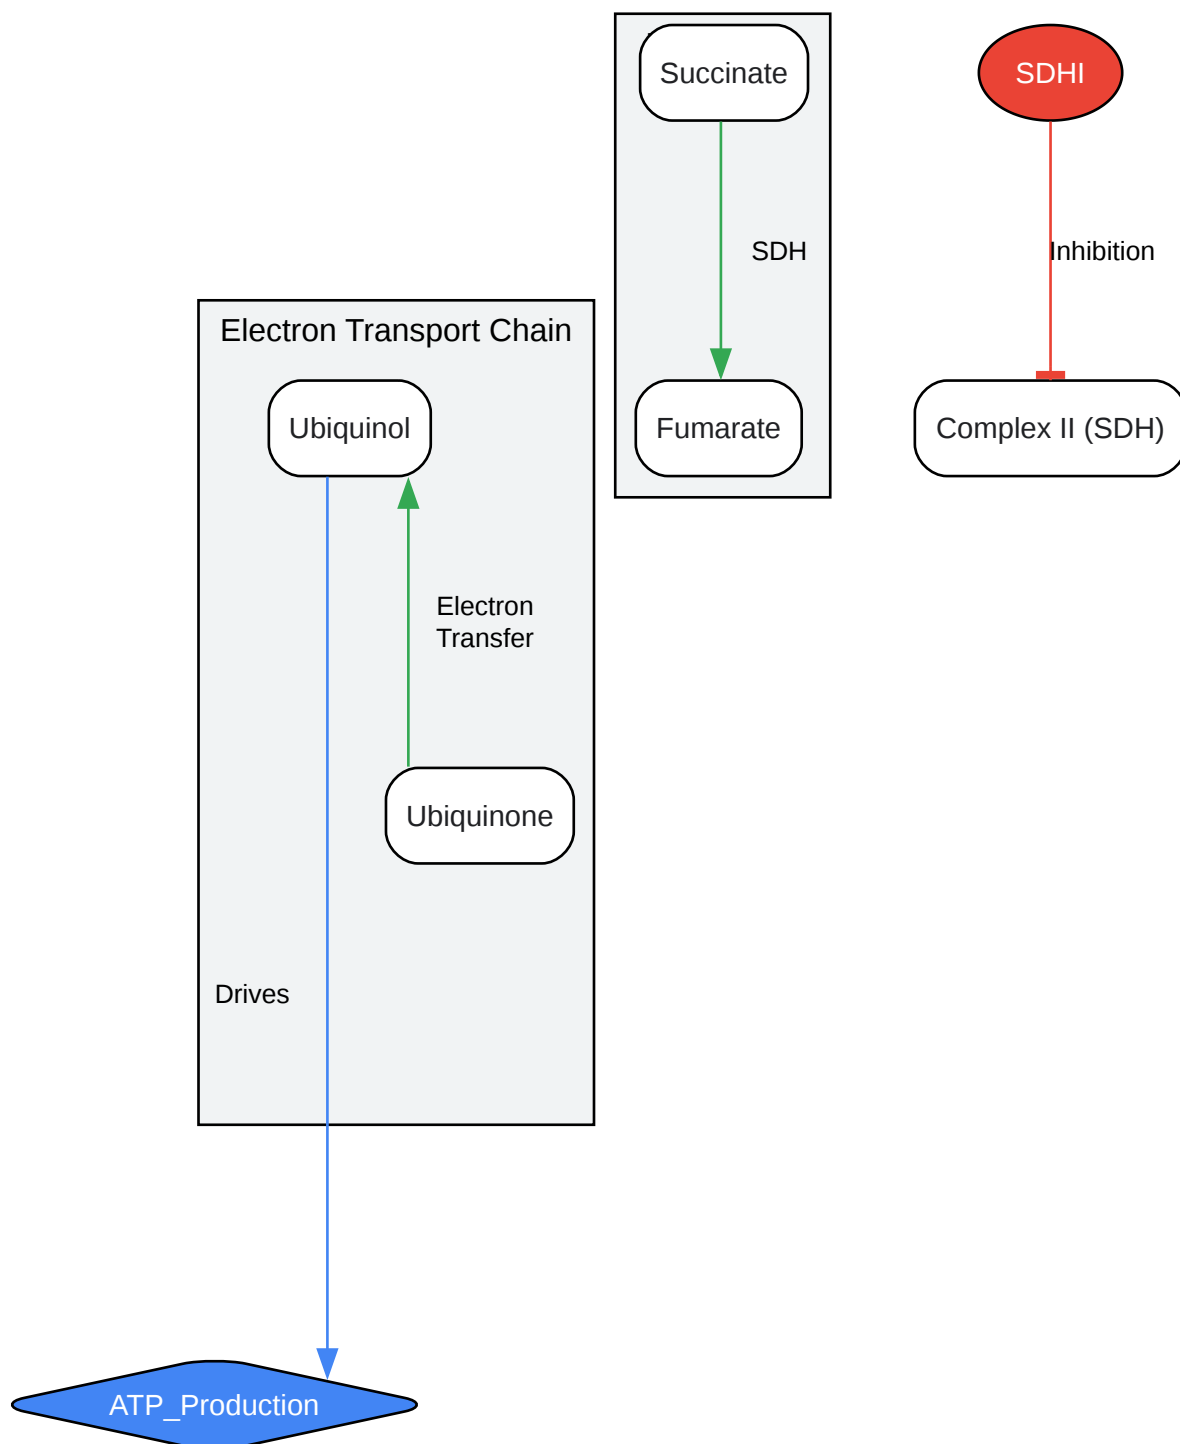 Succinate
SDHI
SDH
Inhibition
Electron Transport Chain
Ubiquinol
Fumarate
Complex II (SDH)
Electron
Transfer
Ubiquinone
Drives
ATP_Production